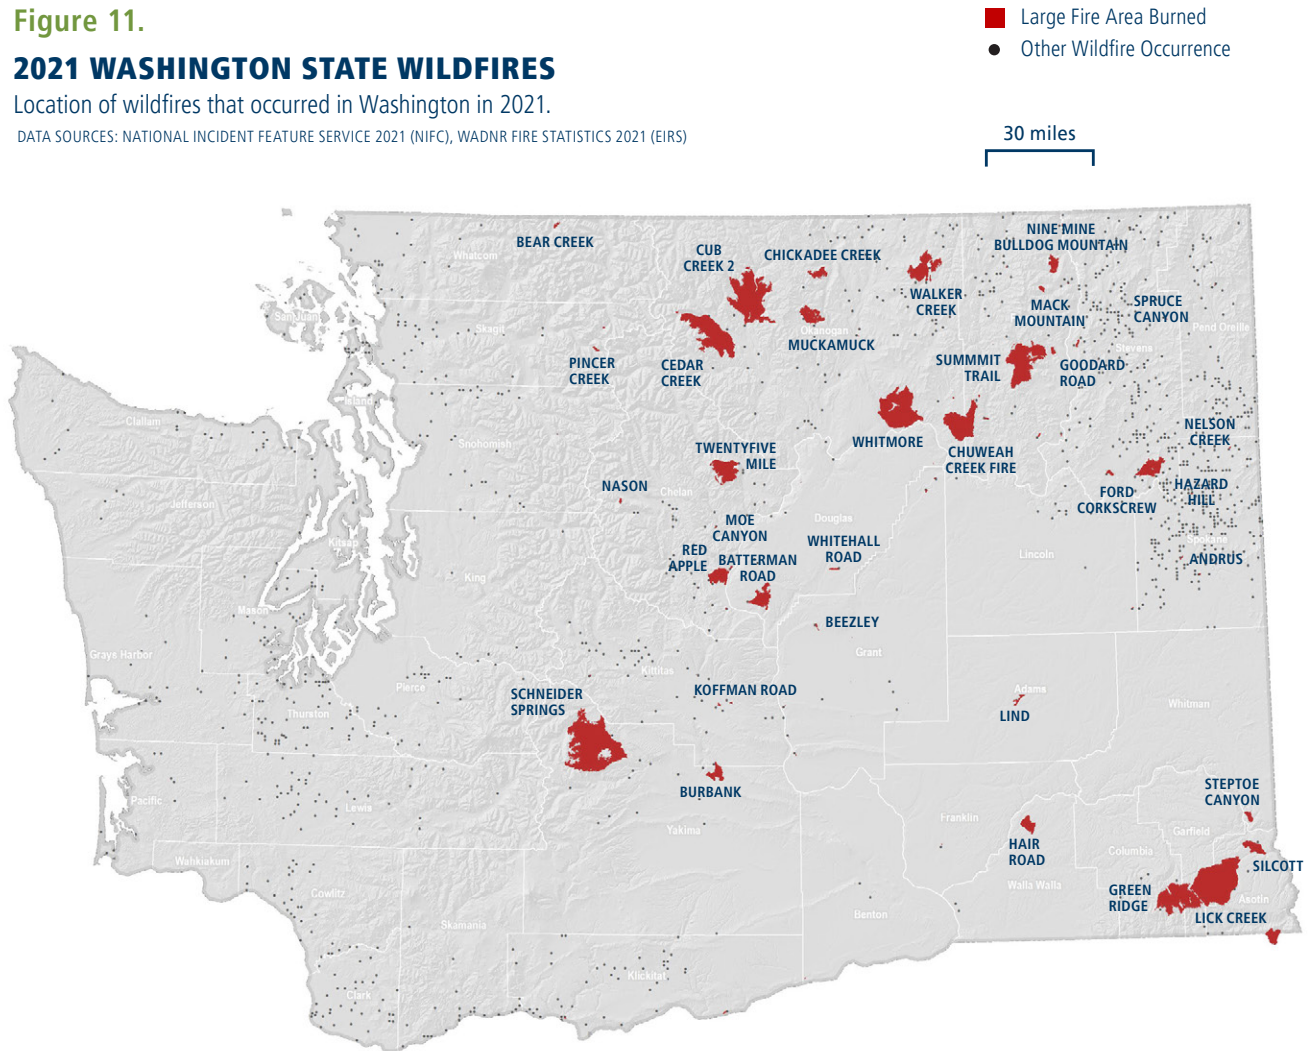 Figure 11.
2021 WASHINGTON STATE WILDFIRES
Location of wildfires that occurred in Washington in 2021.
DATA SOURCES: NATIONAL INCIDENT FEATURE SERVICE 2021 (NIFC), WADNR FIRE STATISTICS 2021 (EIRS)
Large Fire Area Burned
Other Wildfire Occurrence
30 miles
BEAR CREEK
Whatcom
CUB
CREEK 2
CHICKADEE CREEK
NINE MINE
BULLDOG MOUNTAIN
WALKER
CREEK
MACK
MOUNTAIN
SPRUCE
CANYON
San Juan
Skagit
Okanogan
MUCKAMUCK
Pend Oreille
Stevens
PINCER
CREEK
CEDAR
CREEK
SUMMMIT
TRAIL
GOODARD
ROAD
Island
Clallam
Snohomish
WHITMORE
NELSON
CREEK
TWENTYFIVE
MILE
CHUWEAH
CREEK FIRE
NASON
Chelan
FORD
CORKSCREW
HAZARD
HILL
Jefferson
Kitsap
MOE
CANYON
Douglas
WHITEHALL
ROAD
Spokane
RED
APPLE
BATTERMAN
ROAD
Lincoln
ANDRUS
King
Mason
BEEZLEY
Grays Harbor
Kittitas
Grant
Pierce
SCHNEIDER
SPRINGS
KOFFMAN ROAD
Adams
LIND
Whitman
Thurston
BURBANK
STEPTOE
CANYON
Pacific
Lewis
Yakima
Franklin
Garfield
HAIR
ROAD
Columbia
SILCOTT
Wahkiakum
Cowlitz
Walla Walla
GREEN
RIDGE
Asotin
LICK CREEK
Benton
Skamania
Klickitat
Clark